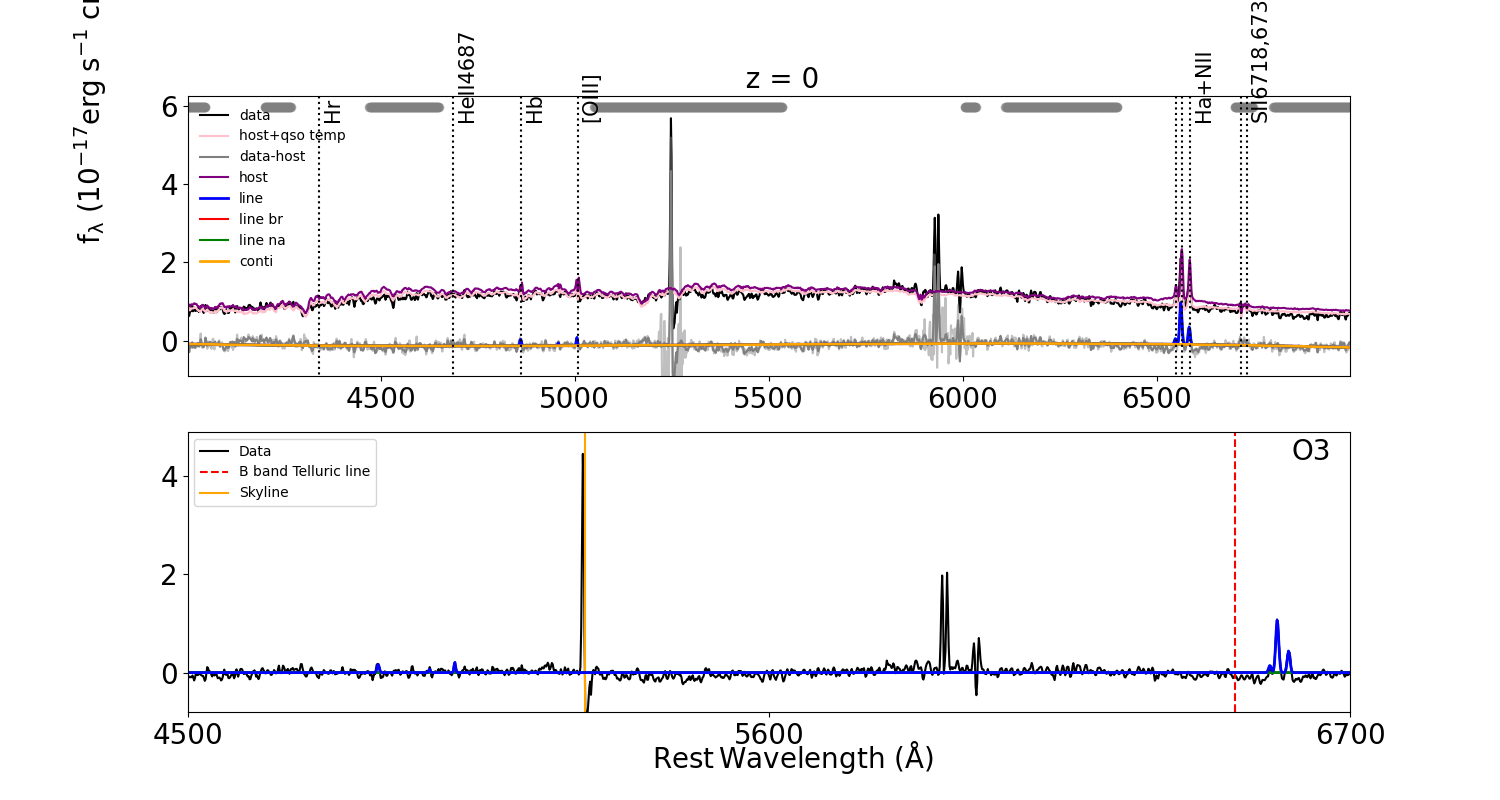 z = 0
f_λ (10^−17 erg s^−1 c
Hr
HeII4687
Hb
[OIII]
Ha+NII
SII6718,673
data
host+qso temp
data-host
host
line
line br
line na
conti
6
4
2
0
4500 5000 5500 6000 6500
Data
B band Telluric line
Skyline
O3
4
2
0
4500 5600 6700
Rest Wavelength (Å)